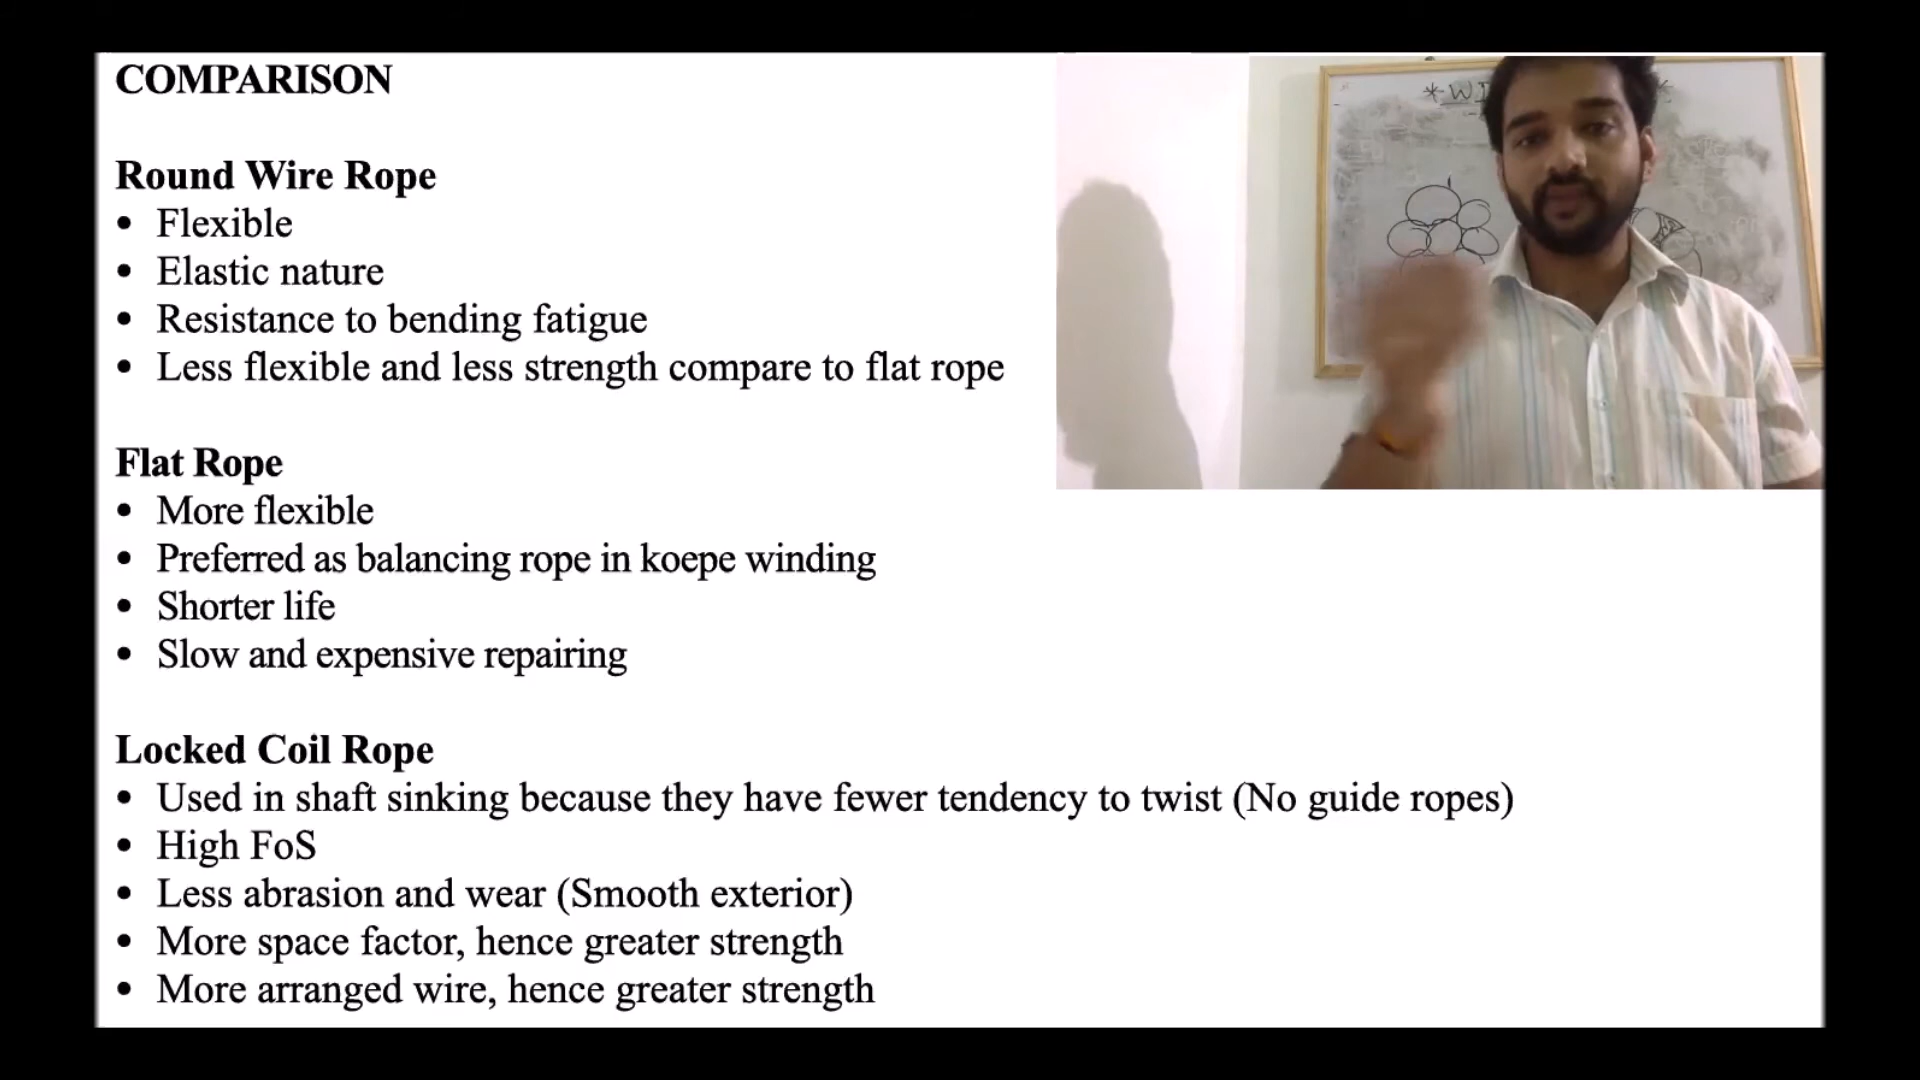 COMPARISON
Round Wire Rope
• Flexible
• Elastic nature
• Resistance to bending fatigue
• Less flexible and less strength compare to flat rope
Flat Rope
• More flexible
• Preferred as balancing rope in koepe winding
• Shorter life
• Slow and expensive repairing
Locked Coil Rope
• Used in shaft sinking because they have fewer tendency to twist (No guide ropes)
• High FoS
• Less abrasion and wear (Smooth exterior)
• More space factor, hence greater strength
• More arranged wire, hence greater strength